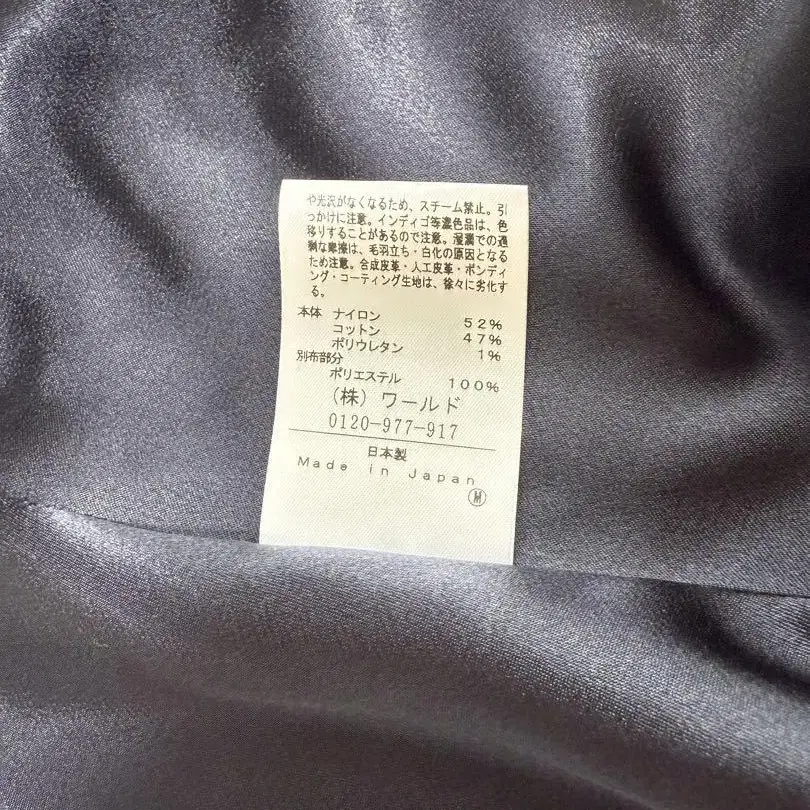 や光沢がなくなるため、スチーム禁止。引
っかけに注意。インディゴ等濃色品は、色
移りすることがあるので注意。湿潤での過
剰な摩擦は、毛羽立ち・白化の原因となる
ため注意。合成皮革・人工皮革・ボンディ
ング・コーティング生地は、徐々に劣化す
る。
本体 ナイロン 52%
コットン 47%
ポリウレタン 1%
別布部分
ポリエステル 100%
(株)ワールド
0120-977-917
日本製
Made in Japan
Ⓜ